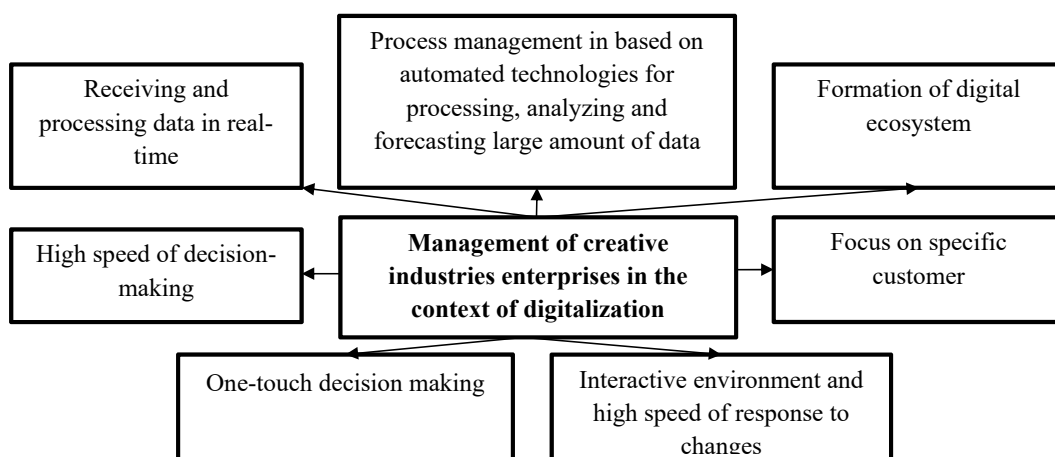 Process management in based on
automated technologies for
processing, analyzing and
forecasting large amount of data
Receiving and
processing data in real-
time
Formation of digital
ecosystem
Management of creative
industries enterprises in the
context of digitalization
High speed of decision-
making
Focus on specific
customer
One-touch decision making
Interactive environment and
high speed of response to
changes